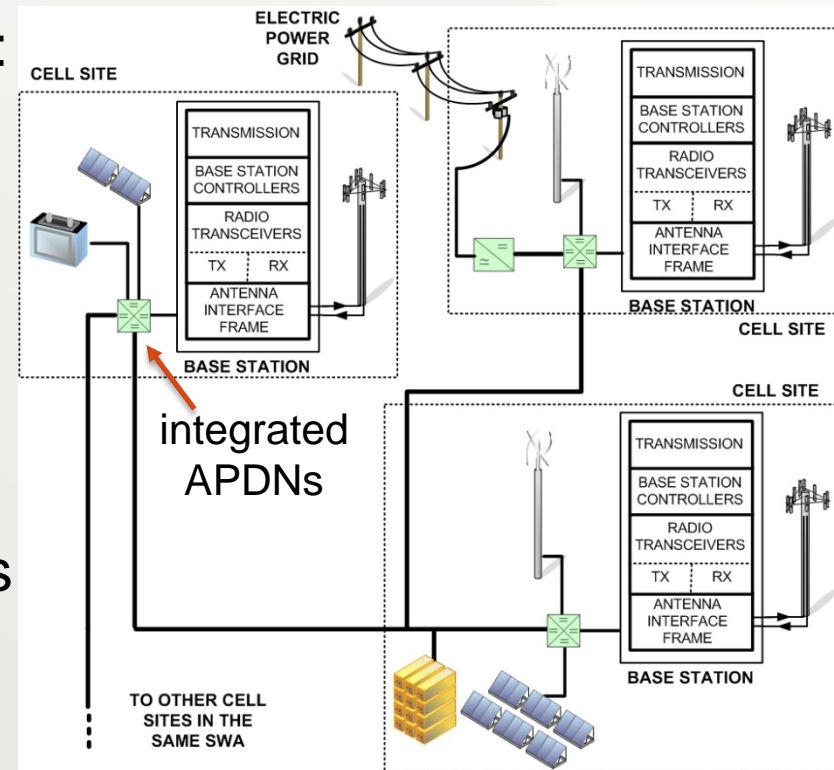 :
ELECTRIC
POWER
GRID
CELL SITE
TRANSMISSION
BASE STATION
CONTROLLERS
RADIO
TRANSCEIVERS
TX RX
ANTENNA
INTERFACE
FRAME
BASE STATION
TRANSMISSION
BASE STATION
CONTROLLERS
RADIO
TRANSCEIVERS
TX RX
ANTENNA
INTERFACE
FRAME
BASE STATION
CELL SITE
integrated
APDNs
CELL SITE
TRANSMISSION
BASE STATION
CONTROLLERS
RADIO
TRANSCEIVERS
TX RX
ANTENNA
INTERFACE
FRAME
BASE STATION
s
TO OTHER CELL
SITES IN THE
SAME SWA